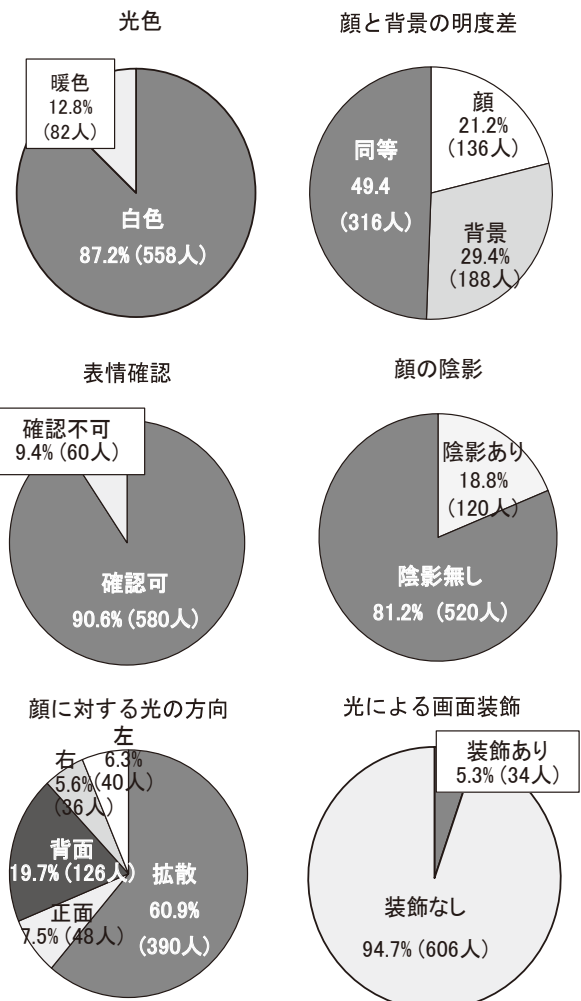 光色
暖色
12.8%
(82人)
白色
87.2%(558人)
顔と背景の明度差
顔
21.2%
(136人)
同等
49.4
(316人)
背景
29.4%
(188人)
表情確認
確認不可
9.4%(60人)
確認可
90.6%(580人)
顔の陰影
陰影あり
18.8%
(120人)
陰影無し
81.2% (520人)
顔に対する光の方向
左
6.3%
(40人)
右
5.6%
(36人)
背面
19.7%(126人)
正面
7.5%(48人)
拡散
60.9%
(390人)
光による画面装飾
装飾あり
5.3%(34人)
装飾なし
94.7%(606人)